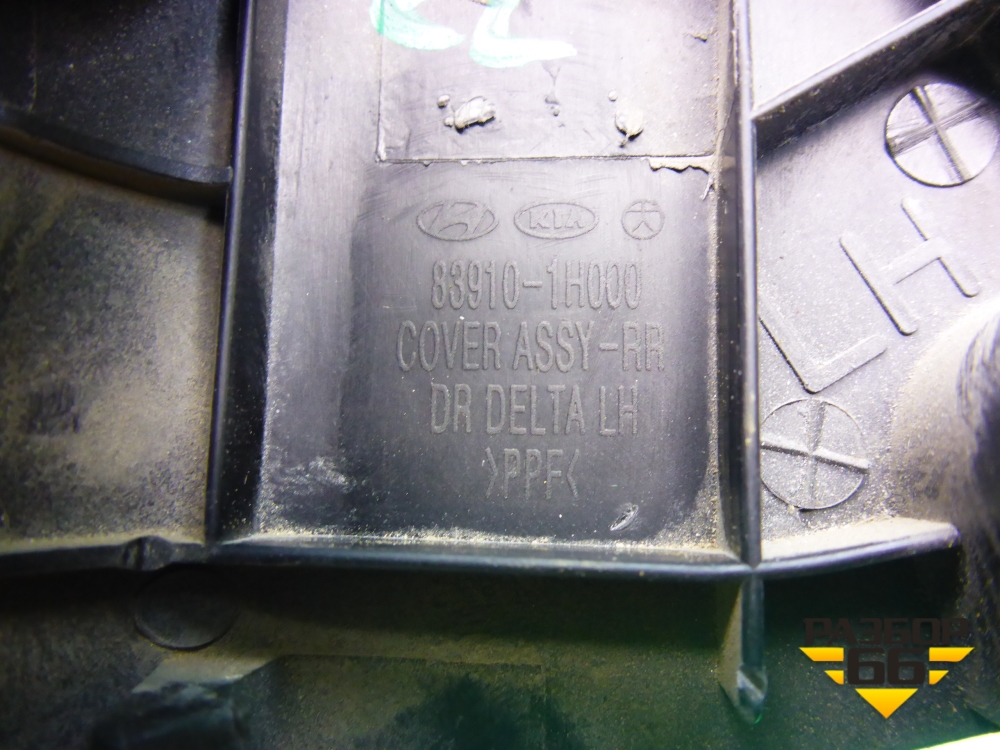 KIA
83910-1H000
COVER ASSY-RR
DR DELTA LH
>PPF<
LH
РАЗБОР
66